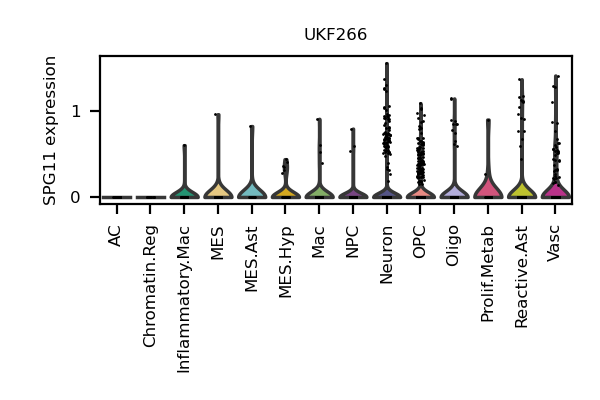 UKF266
SPG11 expression
1
0
AC
Chromatin.Reg
Inflammatory.Mac
MES
MES.Ast
MES.Hyp
Mac
NPC
Neuron
OPC
Oligo
Prolif.Metab
Reactive.Ast
Vasc